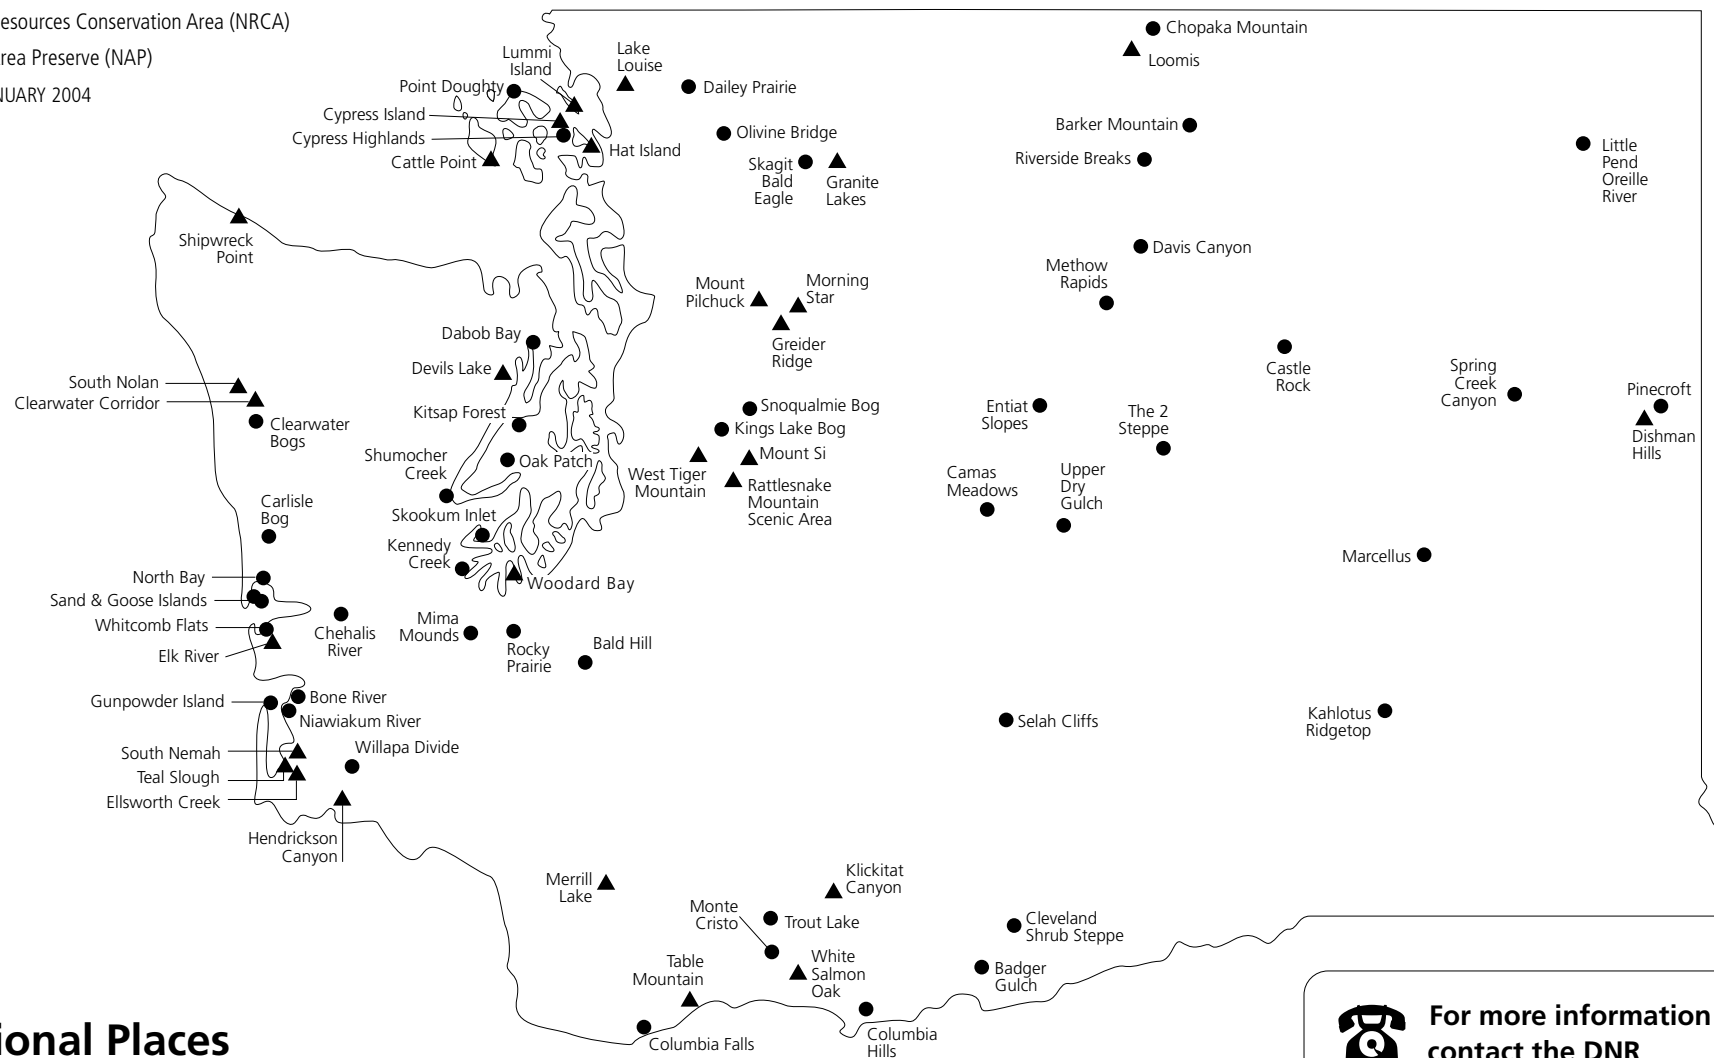 esources Conservation Area (NRCA)
rea Preserve (NAP)
NUARY 2004
Chopaka Mountain
Loomis
Lummi
Island
Lake
Louise
Point Doughty
Dailey Prairie
Cypress Island
Cypress Highlands
Cattle Point
Hat Island
Olivine Bridge
Skagit
Bald
Eagle
Granite
Lakes
Barker Mountain
Riverside Breaks
Little
Pend
Oreille
River
Shipwreck
Point
Davis Canyon
Methow
Rapids
Mount
Pilchuck
Morning
Star
Greider
Ridge
Dabob Bay
Devils Lake
Castle
Rock
Spring
Creek
Canyon
Pinecroft
Dishman
Hills
South Nolan
Clearwater Corridor
Clearwater
Bogs
Kitsap Forest
Snoqualmie Bog
Kings Lake Bog
Entiat
Slopes
The 2
Steppe
Shumocher
Creek
Oak Patch
West Tiger
Mountain
Mount Si
Rattlesnake
Mountain
Scenic Area
Camas
Meadows
Upper
Dry
Gulch
Carlisle
Bog
Skookum Inlet
Kennedy
Creek
Woodard Bay
Marcellus
North Bay
Sand & Goose Islands
Whitcomb Flats
Elk River
Chehalis
River
Mima
Mounds
Rocky
Prairie
Bald Hill
Gunpowder Island
Bone River
Niawiakum River
South Nemah
Teal Slough
Ellsworth Creek
Willapa Divide
Selah Cliffs
Kahlotus
Ridgetop
Hendrickson
Canyon
Merrill
Lake
Klickitat
Canyon
Monte
Cristo
Trout Lake
Cleveland
Shrub Steppe
Table
Mountain
White
Salmon
Oak
Badger
Gulch
Columbia Falls
Columbia
Hills
ional Places
For more information
contact the DNR